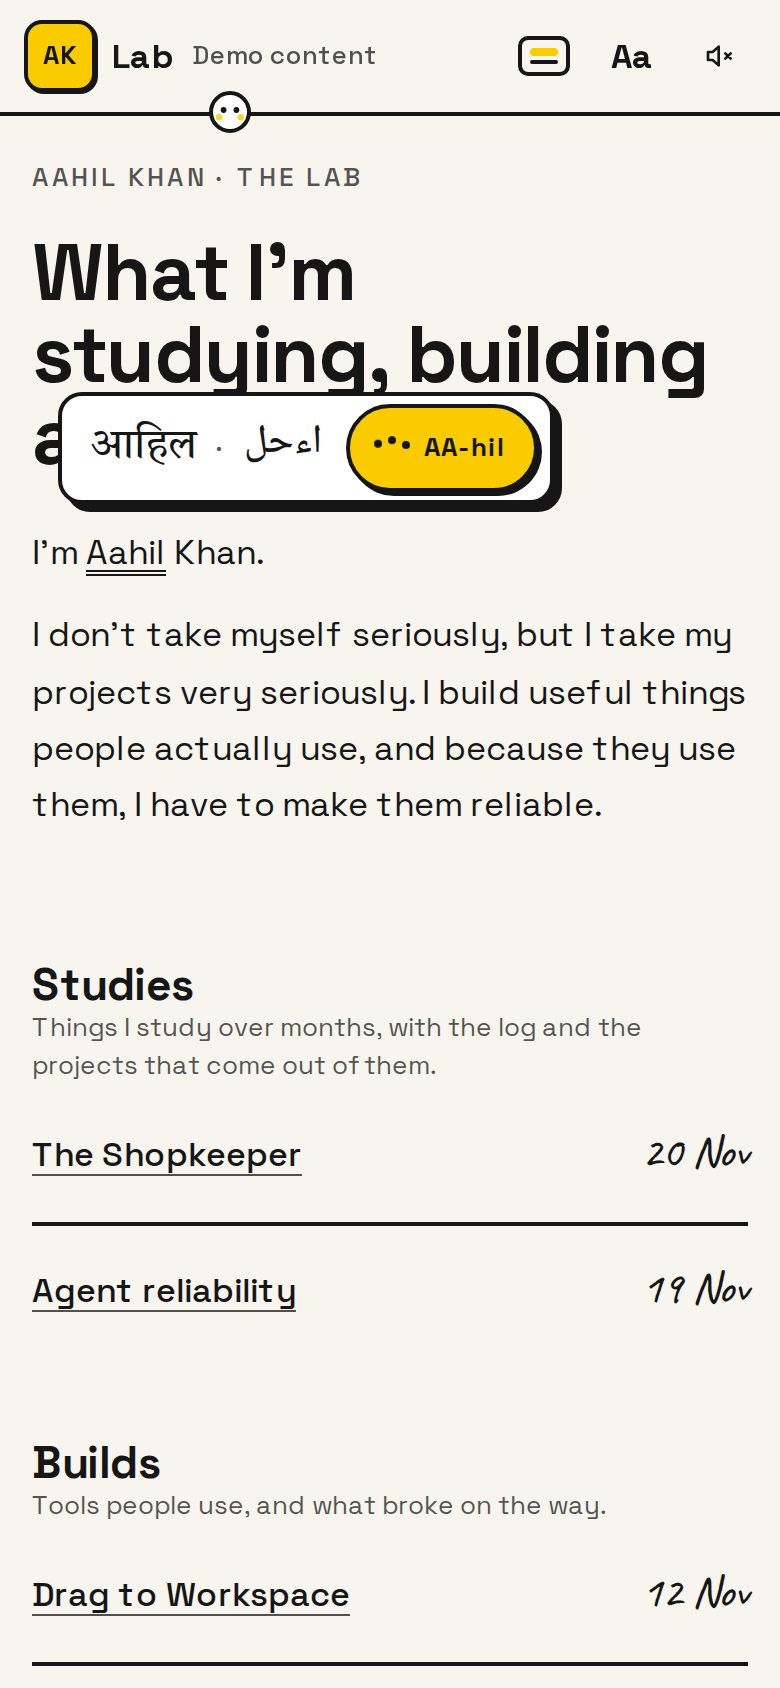 AK Lab Demo content Aa
AAHIL KHAN · THE LAB
What I’m
studying, building
a
आहिल · اءحل AA-hil
I’m Aahil Khan.
I don’t take myself seriously, but I take my
projects very seriously. I build useful things
people actually use, and because they use
them, I have to make them reliable.
Studies
Things I study over months, with the log and the
projects that come out of them.
The Shopkeeper 20 Nov
Agent reliability 19 Nov
Builds
Tools people use, and what broke on the way.
Drag to Workspace 12 Nov